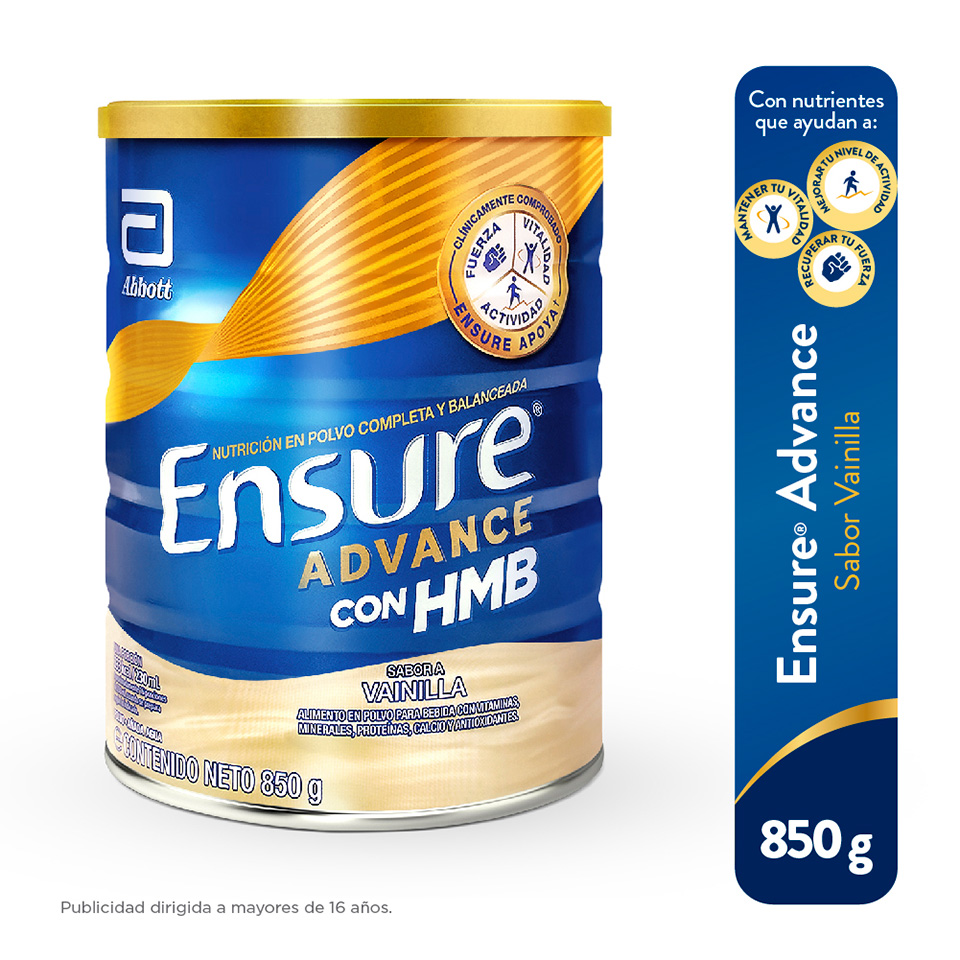 Abbott
CLÍNICAMENTE COMPROBADO
FUERZA
VITALIDAD
ACTIVIDAD
ENSURE APOYA!
NUTRICIÓN EN POLVO COMPLETA Y BALANCEADA
Ensure®
ADVANCE
CON HMB
SABOR A
VAINILLA
ALIMENTO EN POLVO PARA BEBIDA CON VITAMINAS,
MINERALES, PROTEÍNAS, CALCIO Y ANTIOXIDANTES.
230 mL
AGUA
CONTENIDO NETO 850 g
Con nutrientes
que ayudan a:
MEJORAR TU NIVEL DE ACTIVIDAD
MANTENER TU VITALIDAD
RECUPERAR TU FUERZA
Ensure® Advance
Sabor Vainilla
850 g
Publicidad dirigida a mayores de 16 años.